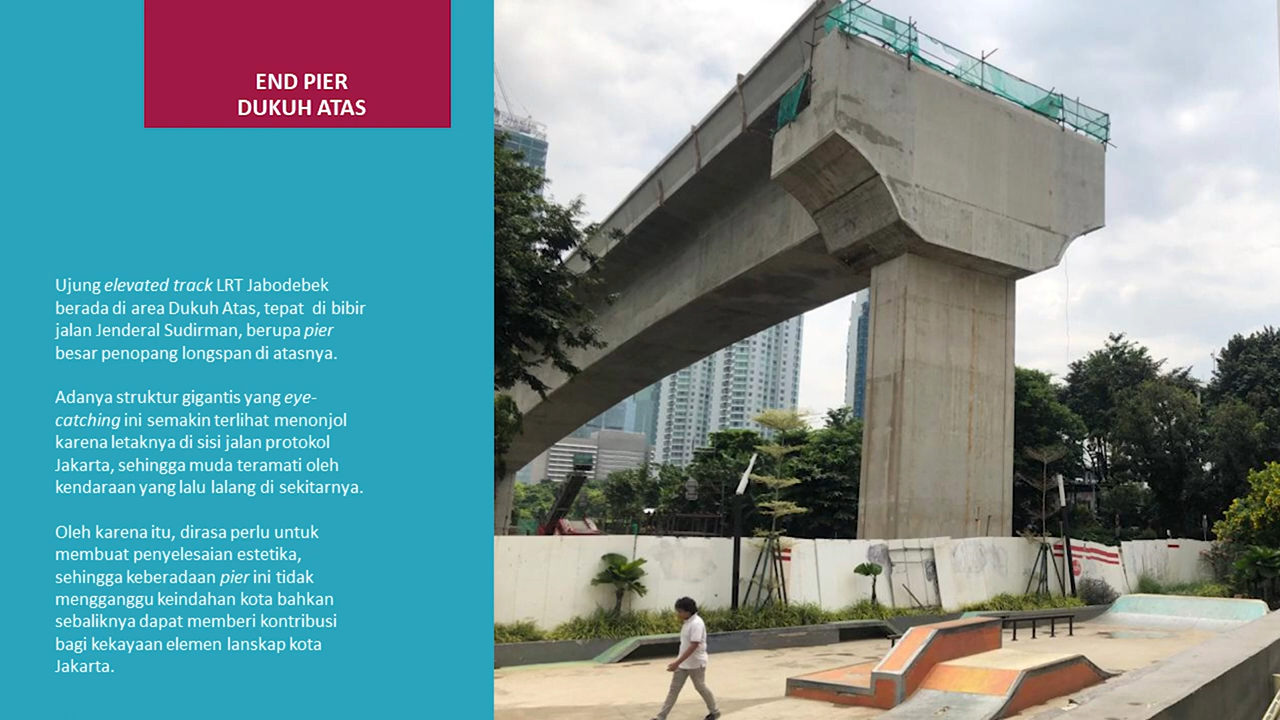 END PIER
DUKUH ATAS
Ujung elevated track LRT Jabodebek
berada di area Dukuh Atas, tepat  di bibir
jalan Jenderal Sudirman, berupa pier
besar penopang longspan di atasnya.
Adanya struktur gigantis yang eye-
catching ini semakin terlihat menonjol
karena letaknya di sisi jalan protokol
Jakarta, sehingga muda teramati oleh
kendaraan yang lalu lalang di sekitarnya.
Oleh karena itu, dirasa perlu untuk
membuat penyelesaian estetika,
sehingga keberadaan pier ini tidak
mengganggu keindahan kota bahkan
sebaliknya dapat memberi kontribusi
bagi kekayaan elemen lanskap kota
Jakarta.